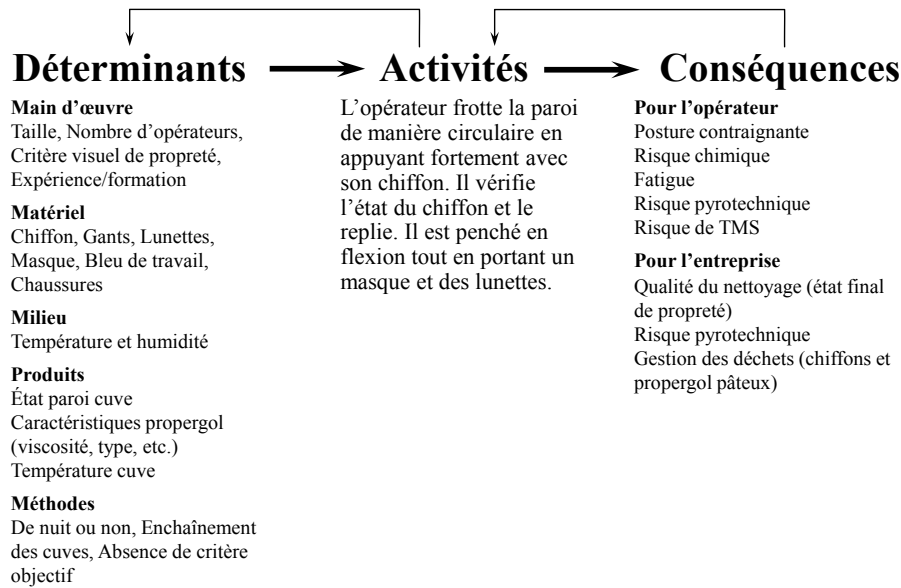 Déterminants
Activités
Conséquences
Main d’œuvre
Taille, Nombre d’opérateurs,
Critère visuel de propreté,
Expérience/formation
Matériel
Chiffon, Gants, Lunettes,
Masque, Bleu de travail,
Chaussures
Milieu
Température et humidité
Produits
État paroi cuve
Caractéristiques propergol
(viscosité, type, etc.)
Température cuve
Méthodes
De nuit ou non, Enchaînement
des cuves, Absence de critère
objectif
L’opérateur frotte la paroi
de manière circulaire en
appuyant fortement avec
son chiffon. Il vérifie
l’état du chiffon et le
replie. Il est penché en
flexion tout en portant un
masque et des lunettes.
Pour l’opérateur
Posture contraignante
Risque chimique
Fatigue
Risque pyrotechnique
Risque de TMS
Pour l’entreprise
Qualité du nettoyage (état final
de propreté)
Risque pyrotechnique
Gestion des déchets (chiffons et
propergol pâteux)